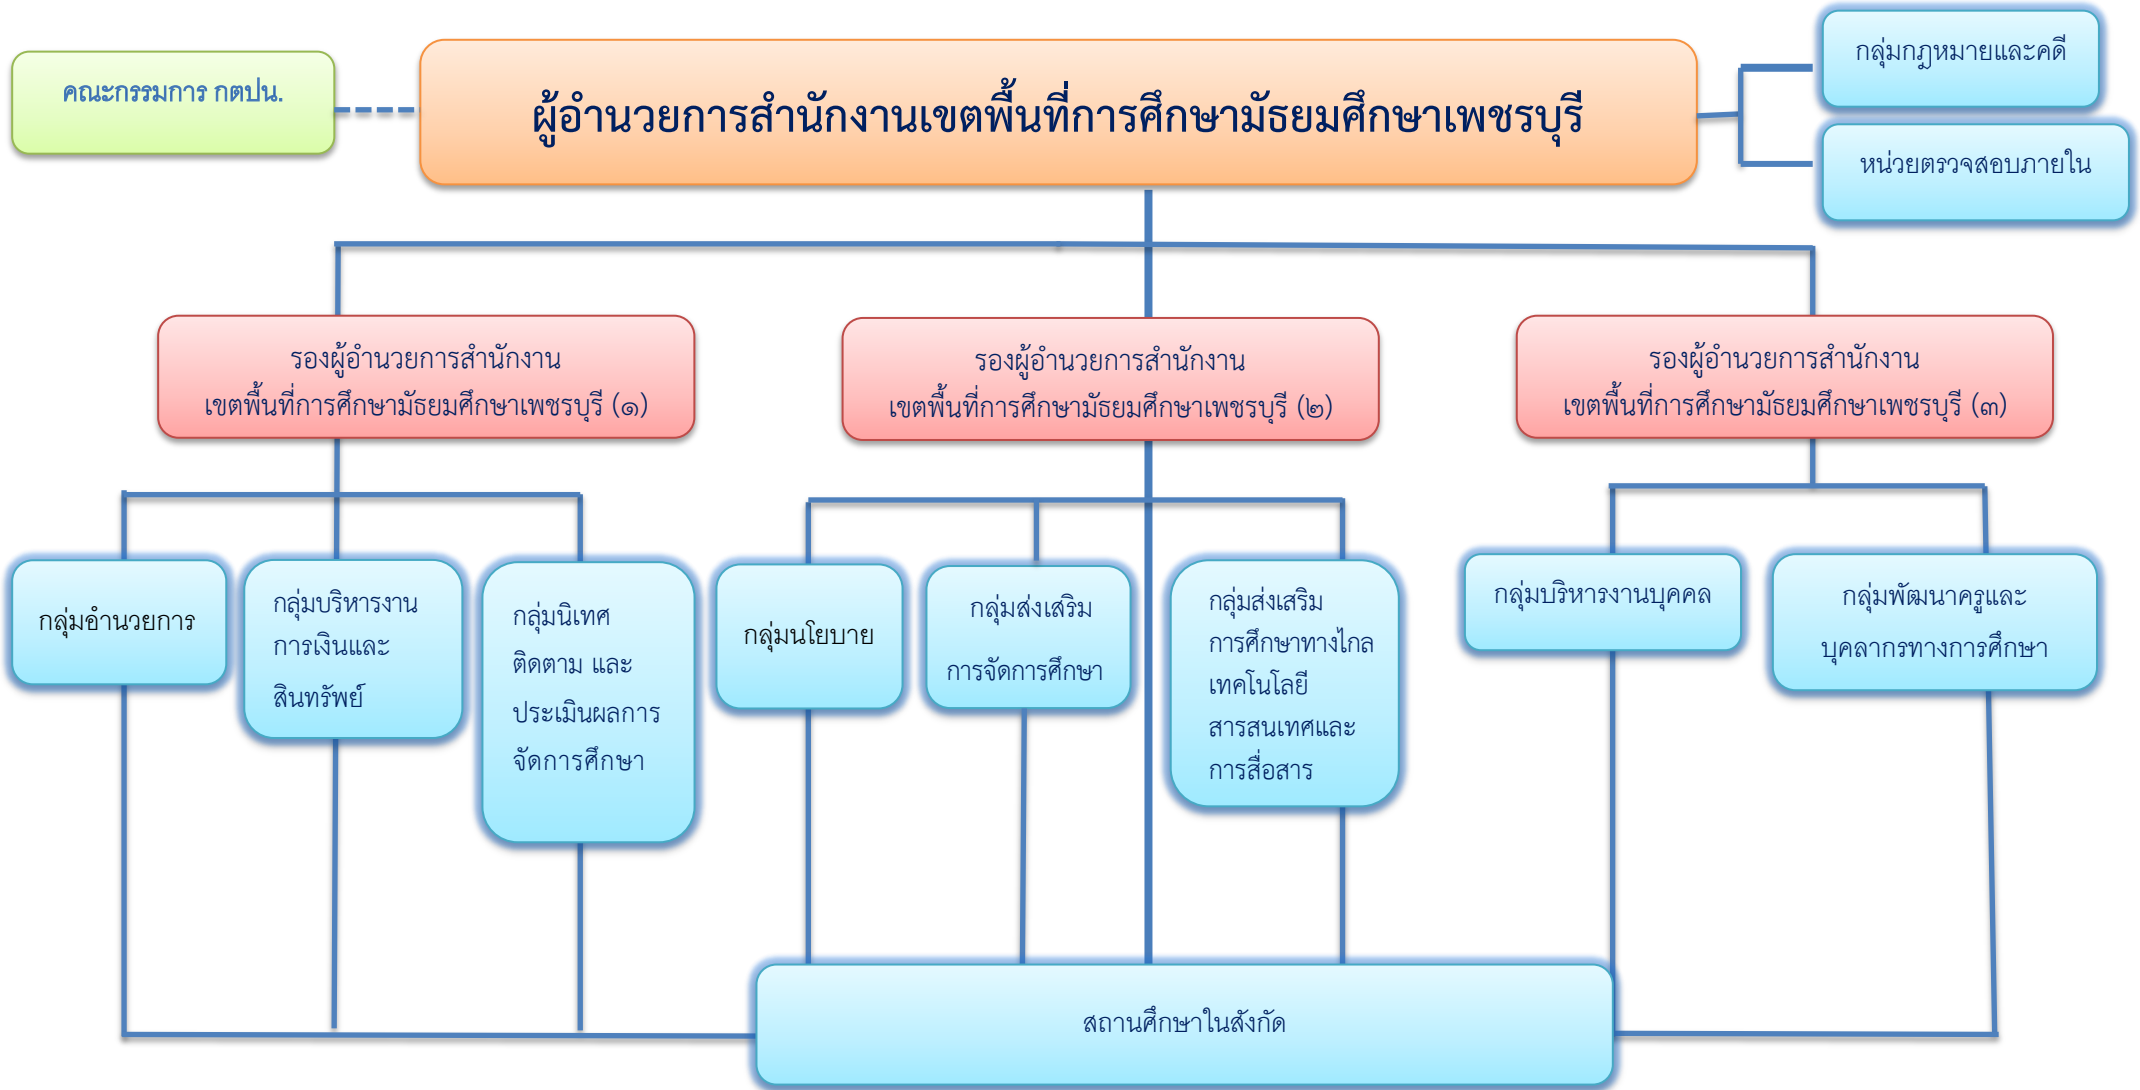 คณะกรรมการ กตปน.
ผู้อำนวยการสำนักงานเขตพื้นที่การศึกษามัธยมศึกษาเพชรบุรี
กลุ่มกฎหมายและคดี
หน่วยตรวจสอบภายใน
รองผู้อำนวยการสำนักงาน
เขตพื้นที่การศึกษามัธยมศึกษาเพชรบุรี (๑)
รองผู้อำนวยการสำนักงาน
เขตพื้นที่การศึกษามัธยมศึกษาเพชรบุรี (๒)
รองผู้อำนวยการสำนักงาน
เขตพื้นที่การศึกษามัธยมศึกษาเพชรบุรี (๓)
กลุ่มอำนวยการ
กลุ่มบริหารงาน
การเงินและ
สินทรัพย์
กลุ่มนิเทศ
ติดตาม และ
ประเมินผลการ
จัดการศึกษา
กลุ่มนโยบาย
กลุ่มส่งเสริม
การจัดการศึกษา
กลุ่มส่งเสริม
การศึกษาทางไกล
เทคโนโลยี
สารสนเทศและ
การสื่อสาร
กลุ่มบริหารงานบุคคล
กลุ่มพัฒนาครูและ
บุคลากรทางการศึกษา
สถานศึกษาในสังกัด